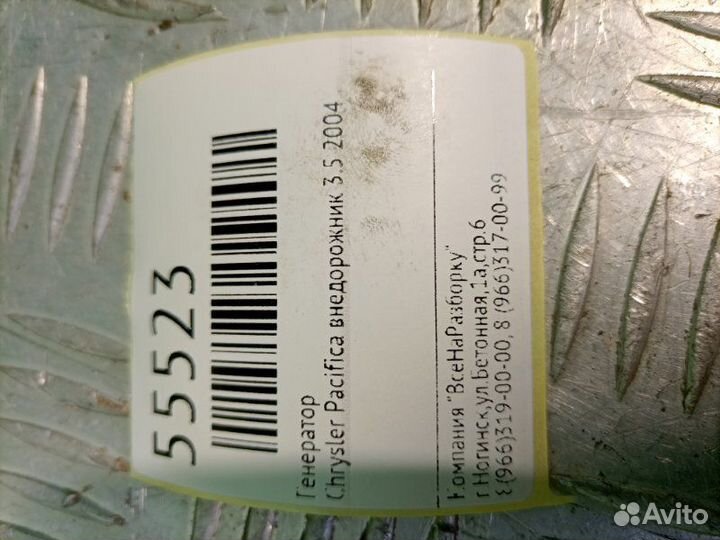 55523
Генератор
Chrysler Pacifica внедорожник 3.5 2004
Компания "ВсеНаРазборку"
г.Ногинск,ул.Бетонная,1а,стр.6
8(966)319-00-00, 8 (966)317-00-99
Avito